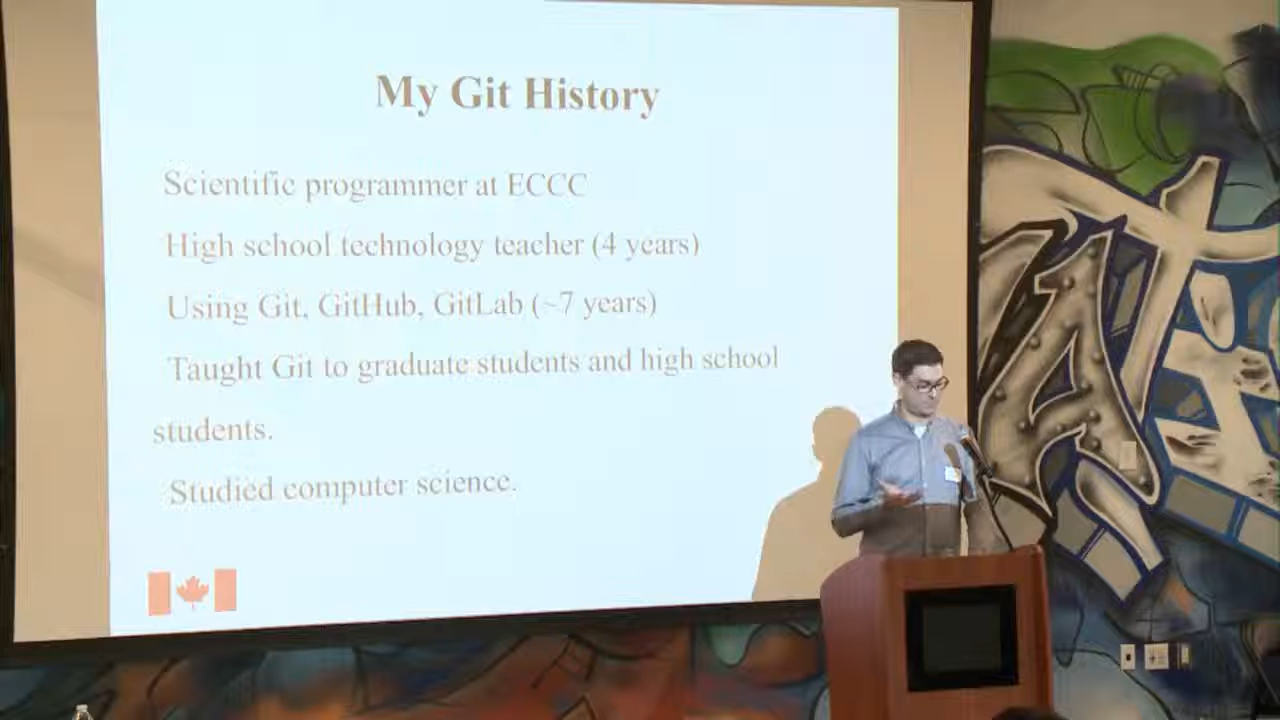 My Git History
Scientific programmer at ECCC
High school technology teacher (4 years)
Using Git, GitHub, GitLab (~7 years)
Taught Git to graduate students and high school
students.
Studied computer science.